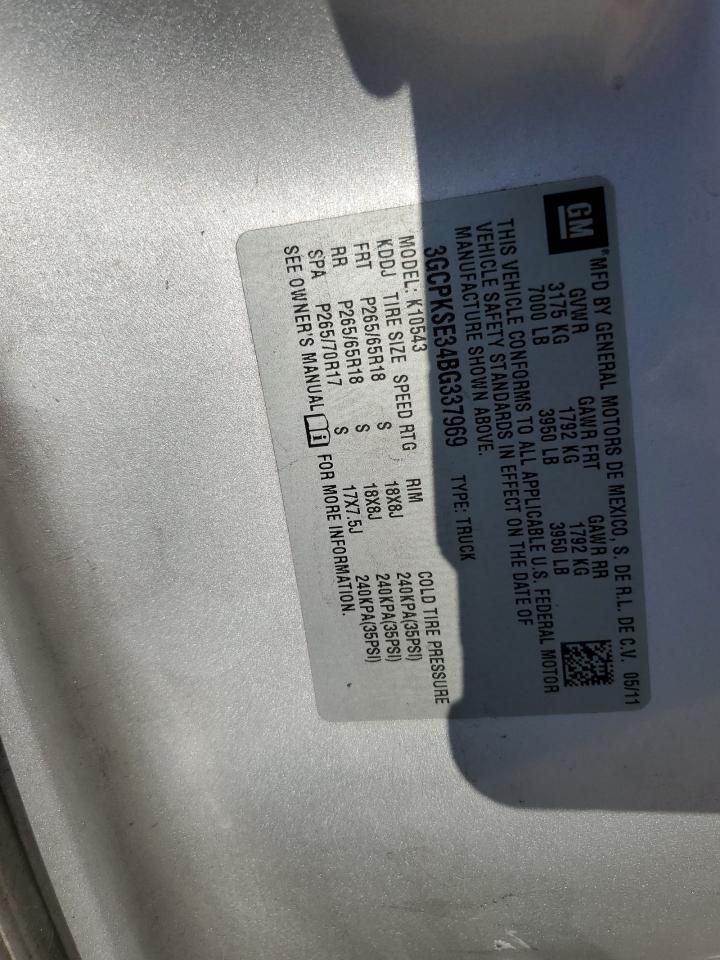 GM ®MFD BY GENERAL MOTORS DE MEXICO, S. DE R.L. DE C.V. 05/11
GVWR GAWR FRT GAWR RR
3175 KG 1792 KG 1792 KG
7000 LB 3950 LB 3950 LB
THIS VEHICLE CONFORMS TO ALL APPLICABLE U.S. FEDERAL MOTOR
VEHICLE SAFETY STANDARDS IN EFFECT ON THE DATE OF
MANUFACTURE SHOWN ABOVE.
3GCPKSE34BG337969 TYPE: TRUCK
MODEL: K10543
KDDJ TIRE SIZE SPEED RTG RIM COLD TIRE PRESSURE
FRT P265/65R18 S 18X8J 240KPA(35PSI)
RR P265/65R18 S 18X8J 240KPA(35PSI)
SPA P265/70R17 S 17X7.5J 240KPA(35PSI)
SEE OWNER'S MANUAL i FOR MORE INFORMATION.